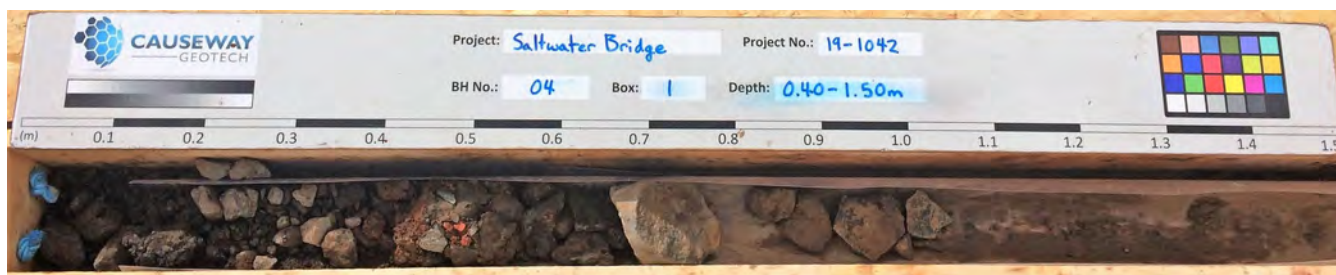 CAUSEWAY
GEOTECH
Project: Saltwater Bridge Project No.: 19-1042
BH No.: 04 Box: 1 Depth: 0.40-1.50m
(m) 0.1 0.2 0.3 0.4 0.5 0.6 0.7 0.8 0.9 1.0 1.1 1.2 1.3 1.4 1.5